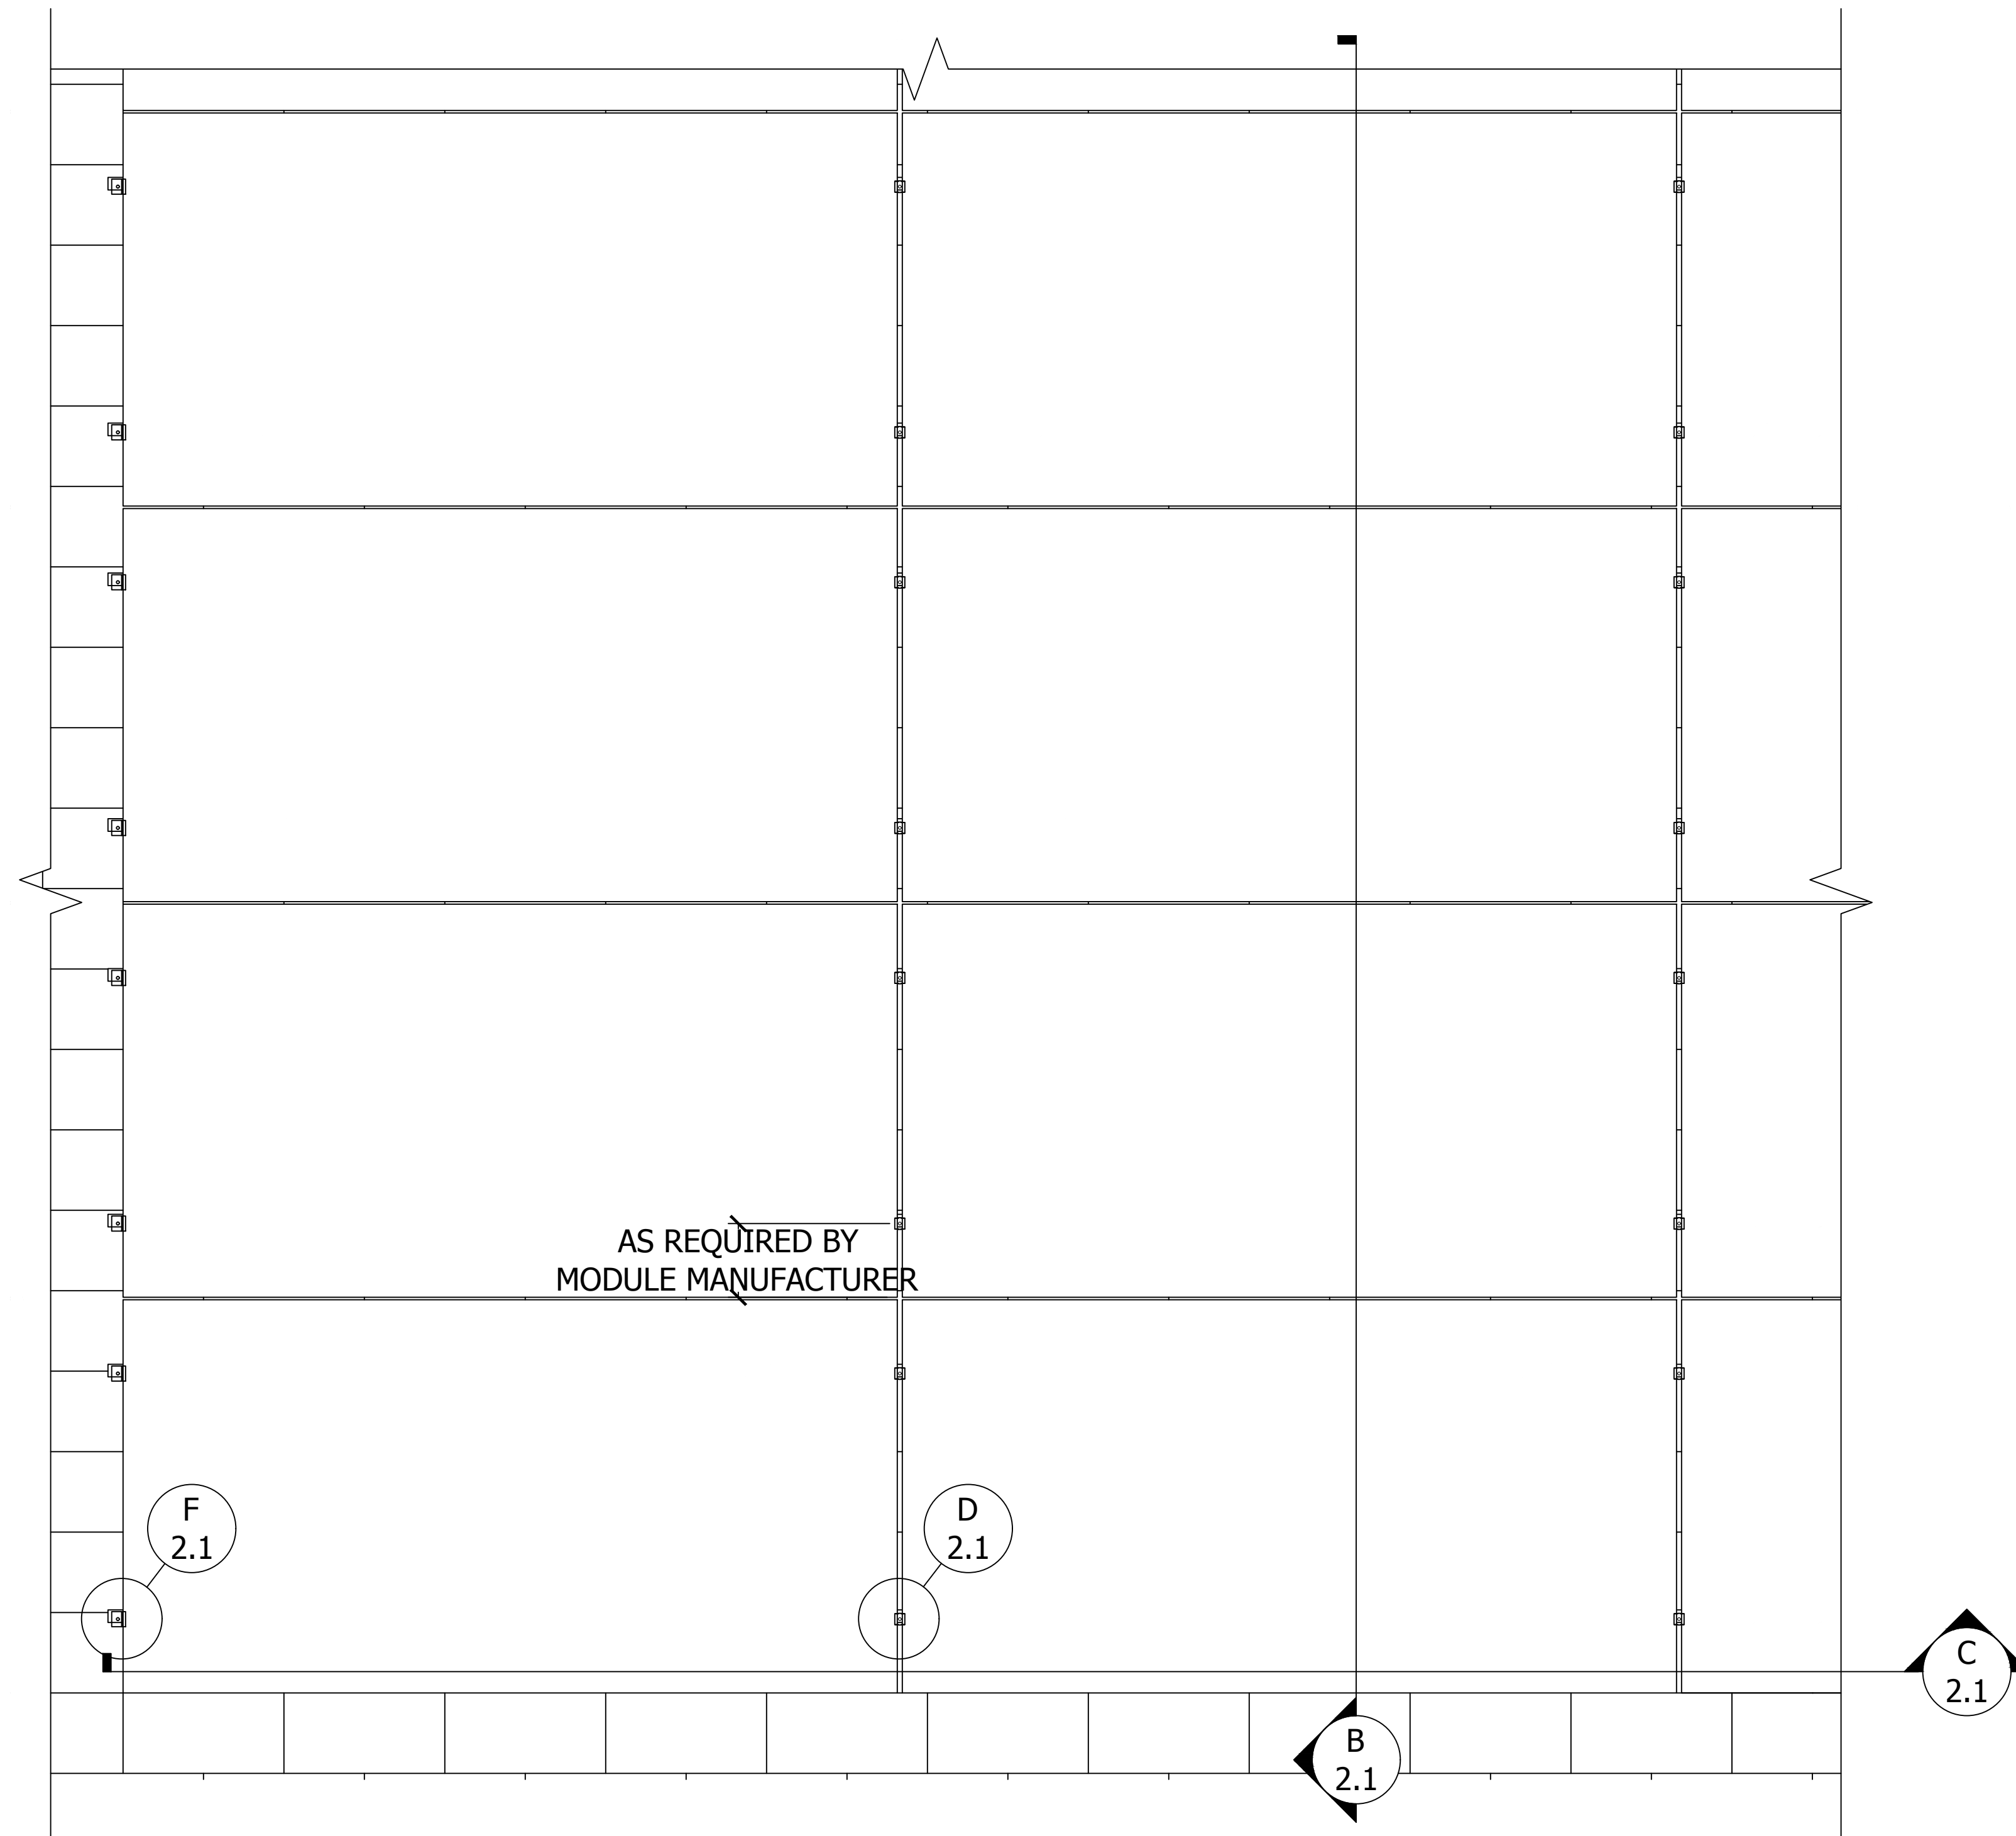 AS REQUIRED BY
MODULE MANUFACTURER
F
2.1
D
2.1
C
2.1
B
2.1